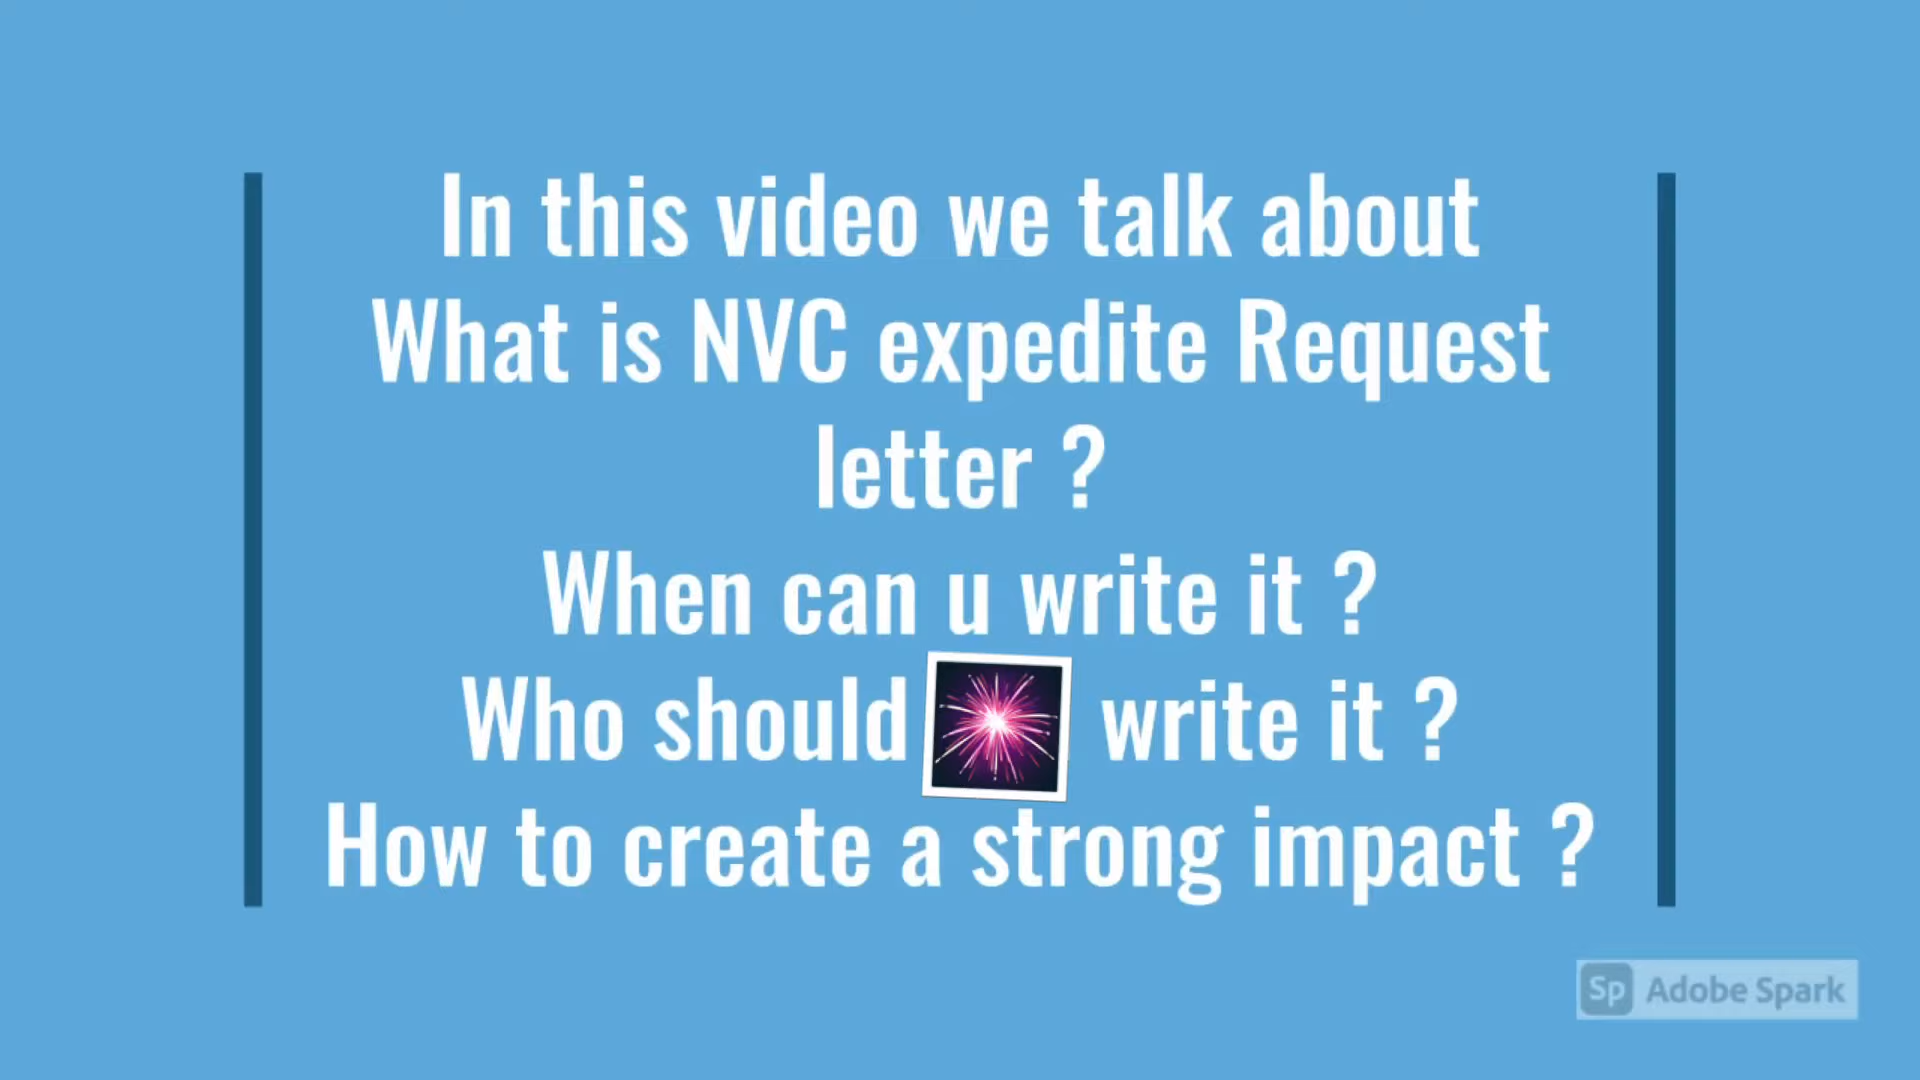 In this video we talk about
What is NVC expedite Request
letter ?
When can u write it ?
Who should write it ?
How to create a strong impact ?
Sp Adobe Spark